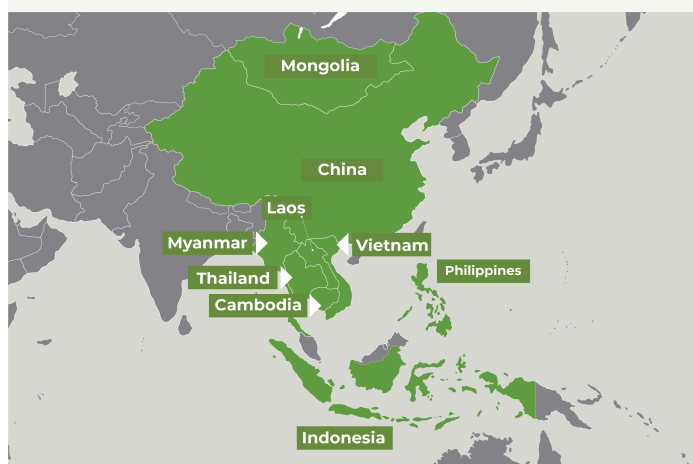 Mongolia
China
Laos
Myanmar
Vietnam
Thailand
Philippines
Cambodia
Indonesia